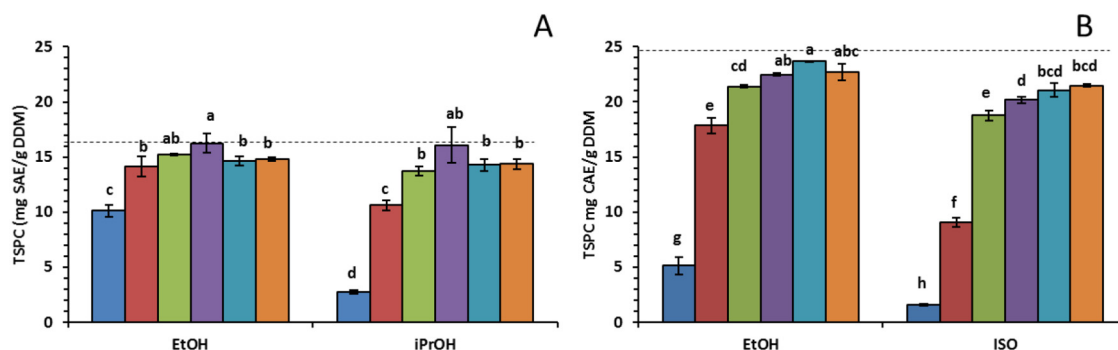 A
TSPC (mg SAE/g DDM)
25
20
15
10
5
0
c
b
ab
a
b
b
d
c
b
ab
b
b
EtOH
iPrOH
B
TSPC mg CAE/g DDM)
25
20
15
10
5
0
g
e
cd
ab
a
abc
h
f
e
d
bcd
bcd
EtOH
ISO